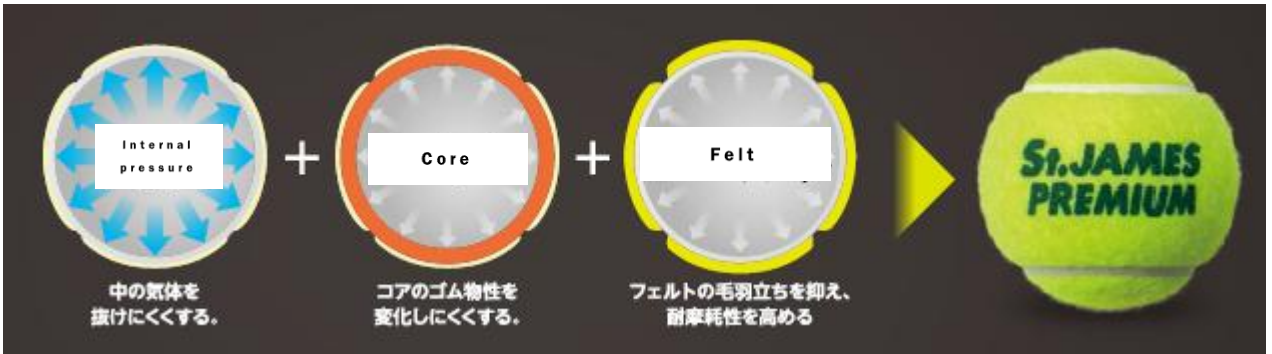 Internal
pressure
+
Core
+
Felt
St.JAMES
PREMIUM
中の気体を
抜けにくくする。
コアのゴム物性を
変化しにくくする。
フェルトの毛羽立ちを抑え、
耐摩耗性を高める